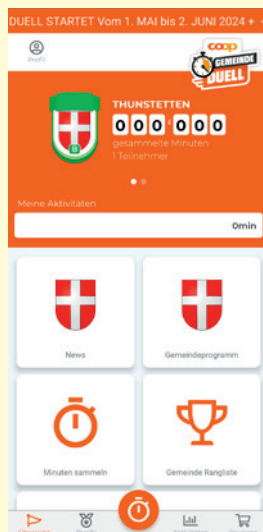 DUELL STARTET Vom 1. MAI bis 2. JUNI 2024 +
Profil
coop
GEMEINDE
DUELL
THUNSTETTEN
000 000
gesammelte Minuten
1 Teilnehmer
Meine Aktivitäten
0min
News
Gemeindeprogramm
Minuten sammeln
Gemeinde Rangliste